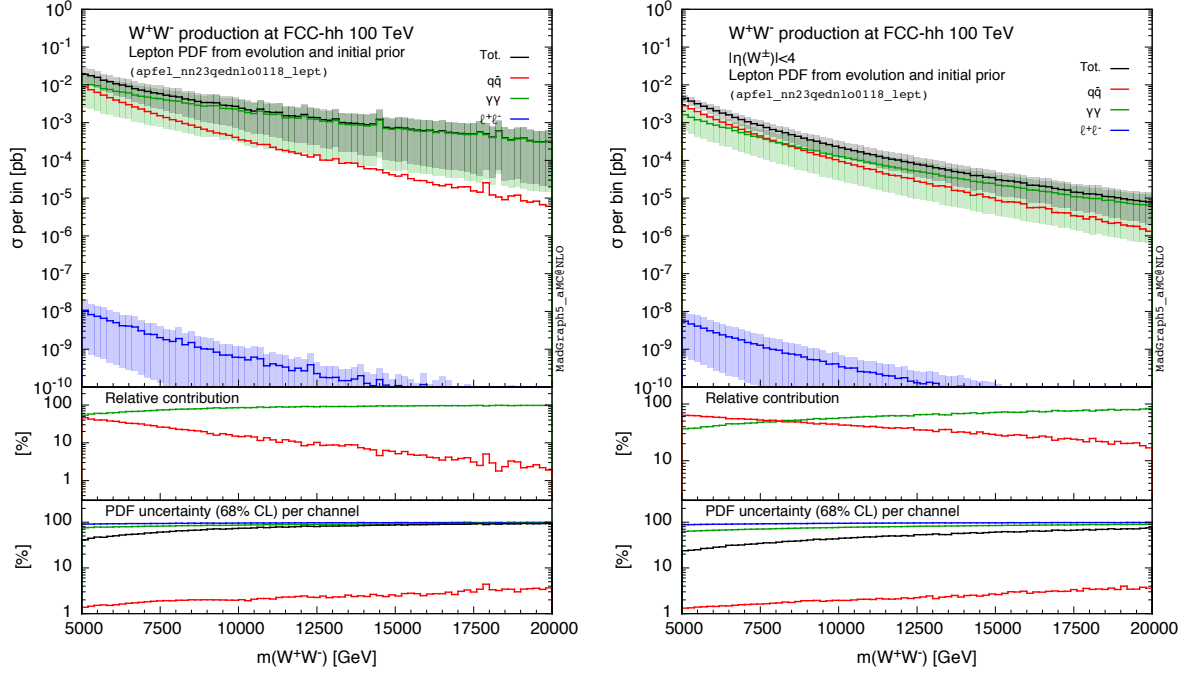 W⁺W⁻ production at FCC-hh 100 TeV
Lepton PDF from evolution and initial prior
(apfel_nn23qednlo0118_lept)
Tot.
qq̄
γγ
ℓ⁺ℓ⁻
σ per bin [pb]
10⁰
10⁻¹
10⁻²
10⁻³
10⁻⁴
10⁻⁵
10⁻⁶
10⁻⁷
10⁻⁸
10⁻⁹
10⁻¹⁰
MadGraph5_aMC@NLO
Relative contribution
[%]
100
10
1
PDF uncertainty (68% CL) per channel
[%]
100
10
1
5000 7500 10000 12500 15000 17500 20000
m(W⁺W⁻) [GeV]
W⁺W⁻ production at FCC-hh 100 TeV
|η(W±)|<4
Lepton PDF from evolution and initial prior
(apfel_nn23qednlo0118_lept)
Tot.
qq̄
γγ
ℓ⁺ℓ⁻
σ per bin [pb]
10⁰
10⁻¹
10⁻²
10⁻³
10⁻⁴
10⁻⁵
10⁻⁶
10⁻⁷
10⁻⁸
10⁻⁹
10⁻¹⁰
MadGraph5_aMC@NLO
Relative contribution
[%]
100
10
PDF uncertainty (68% CL) per channel
[%]
100
10
1
5000 7500 10000 12500 15000 17500 20000
m(W⁺W⁻) [GeV]